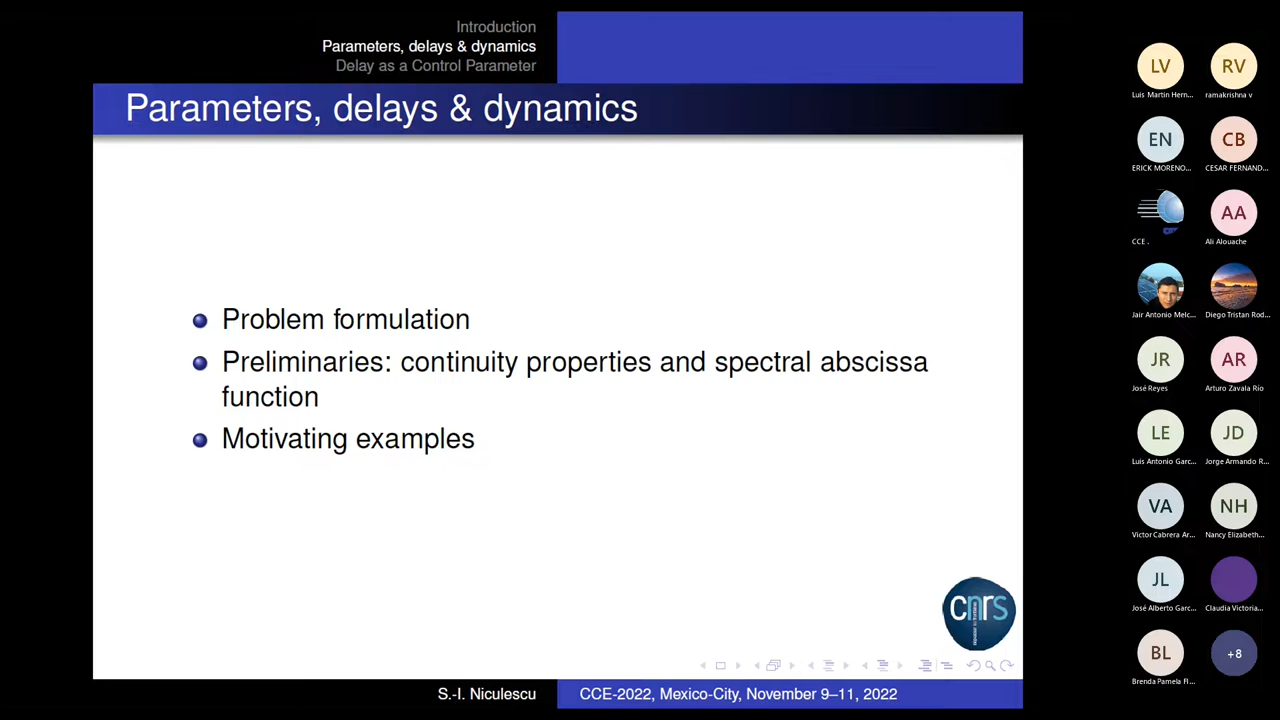 Introduction
Parameters, delays & dynamics
Delay as a Control Parameter
Parameters, delays & dynamics
Problem formulation
Preliminaries: continuity properties and spectral abscissa
function
Motivating examples
cnrs
S.-I. Niculescu
CCE-2022, Mexico-City, November 9–11, 2022
LV
RV
Luis Martin Hern...
ramakrishna v
EN
CB
ERICK MORENO...
CESAR FERNAND...
AA
CCE .
Ali Alouache
Jair Antonio Melc...
Diego Tristan Rod...
JR
AR
José Reyes
Arturo Zavala Río
LE
JD
Luis Antonio Garc...
Jorge Armando R...
VA
NH
Victor Cabrera Ar...
Nancy Elizabeth...
JL
José Alberto Garc...
Claudia Victoria...
BL
+8
Brenda Pamela Fl...